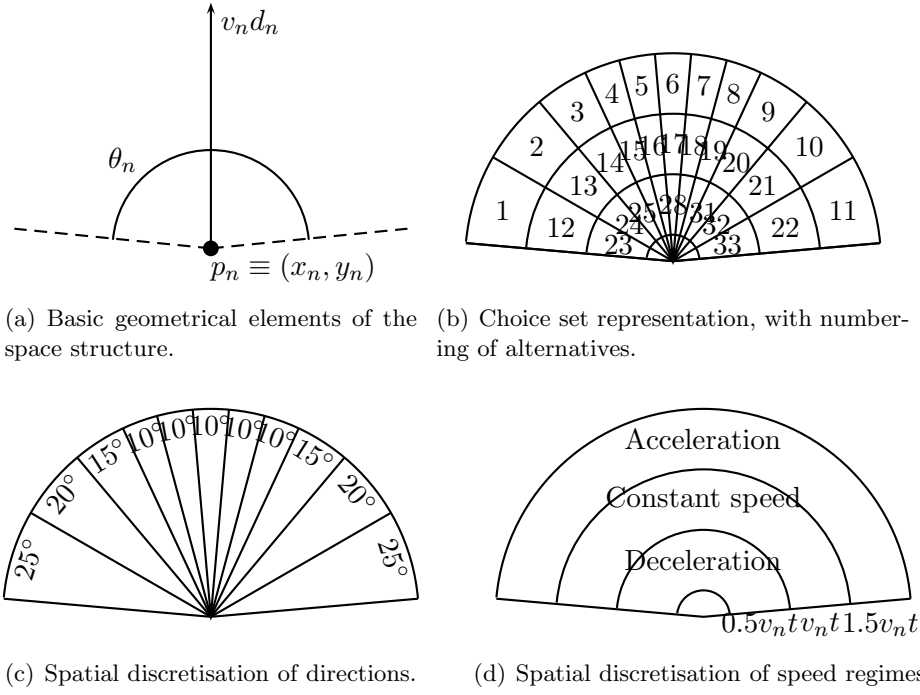 v_n d_n
θ_n
p_n ≡ (x_n, y_n)
(a) Basic geometrical elements of the
space structure.
1 2 3 4 5 6 7 8 9 10 11
12 13 14 15 16 17 18 19 20 21 22
23 24 25 28 31 32 33
(b) Choice set representation, with number-
ing of alternatives.
25° 20° 15° 10° 10° 10° 10° 10° 15° 20° 25°
(c) Spatial discretisation of directions.
Acceleration
Constant speed
Deceleration
0.5v_n t v_n t 1.5v_n t
(d) Spatial discretisation of speed regimes